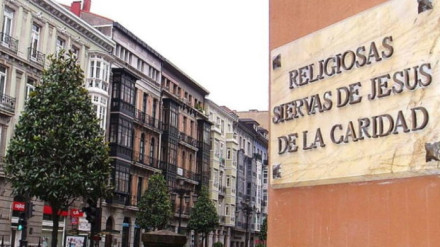 RELIGIOSAS
SIERVAS DE JESUS
DE LA CARIDAD